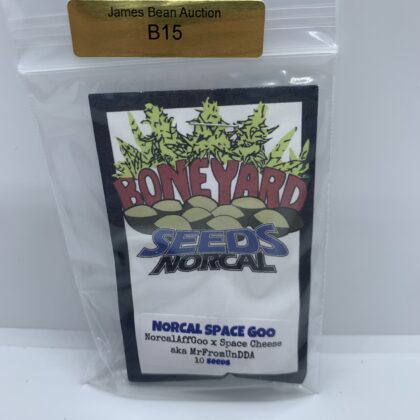 James Bean Auction
B15
BONEYARD
SEEDS
NORCAL
NORCAL SPACE GOO
NorcalAffGoo x Space Cheese
aka MrFromUnDDA
10 SEEDS